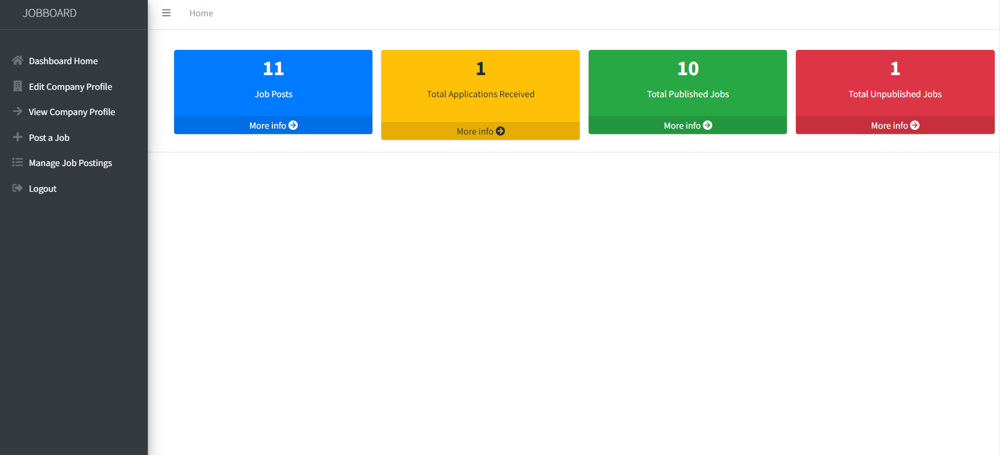 JOBBOARD
Home
Dashboard Home
Edit Company Profile
View Company Profile
Post a Job
Manage Job Postings
Logout
11
Job Posts
More info
1
Total Applications Received
More info
10
Total Published Jobs
More info
1
Total Unpublished Jobs
More info